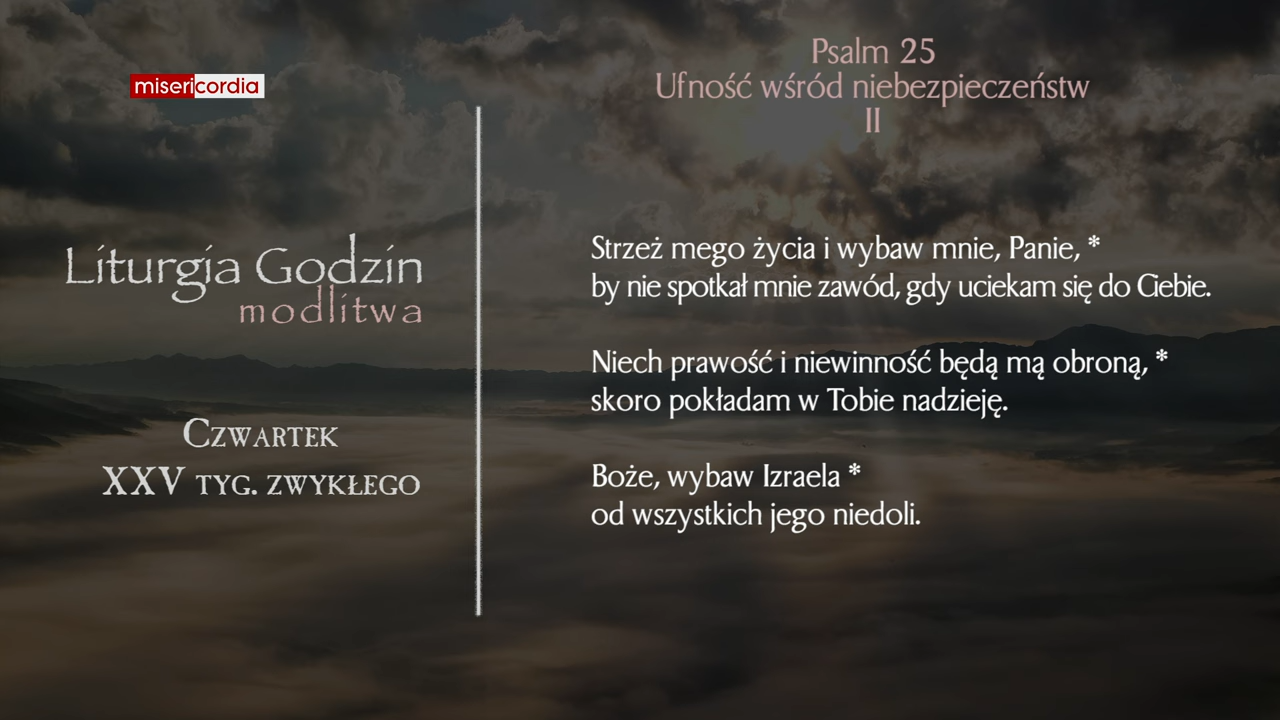 misericordia
Liturgia Godzin
modlitwa
Czwartek
XXV tyg. zwykłego
Psalm 25
Ufność wśród niebezpieczeństw
II
Strzeż mego życia i wybaw mnie, Panie, *
by nie spotkał mnie zawód, gdy uciekam się do Ciebie.
Niech prawość i niewinność będą mą obroną, *
skoro pokładam w Tobie nadzieję.
Boże, wybaw Izraela *
od wszystkich jego niedoli.